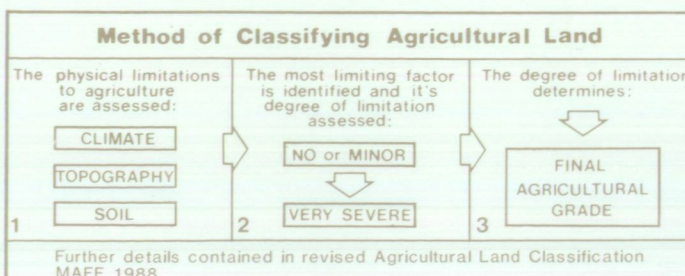 Method of Classifying Agricultural Land
The physical limitations
to agriculture
are assessed:
CLIMATE
TOPOGRAPHY
SOIL
1
The most limiting factor
is identified and it's
degree of limitation
assessed:
NO or MINOR
VERY SEVERE
2
The degree of limitation
determines:
FINAL
AGRICULTURAL
GRADE
3
Further details contained in revised Agricultural Land Classification
MAFF 1988